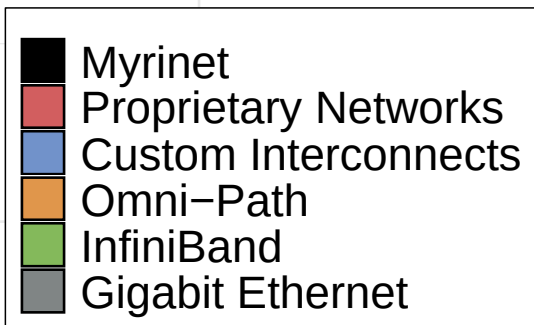 Myrinet
Proprietary Networks
Custom Interconnects
Omni−Path
InfiniBand
Gigabit Ethernet